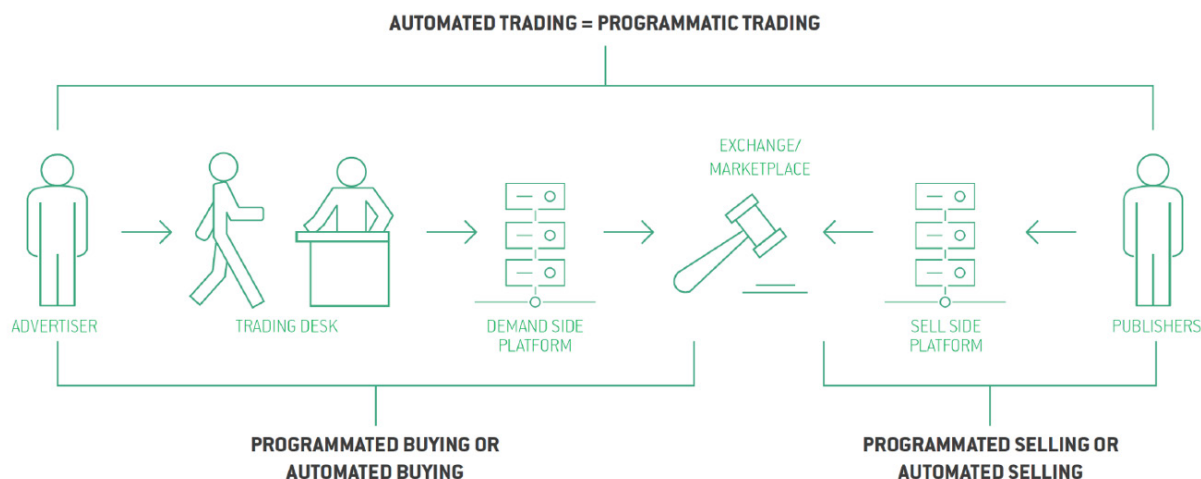 AUTOMATED TRADING = PROGRAMMATIC TRADING
EXCHANGE/
MARKETPLACE
ADVERTISER
TRADING DESK
DEMAND SIDE
PLATFORM
SELL SIDE
PLATFORM
PUBLISHERS
PROGRAMMATED BUYING OR
AUTOMATED BUYING
PROGRAMMATED SELLING OR
AUTOMATED SELLING